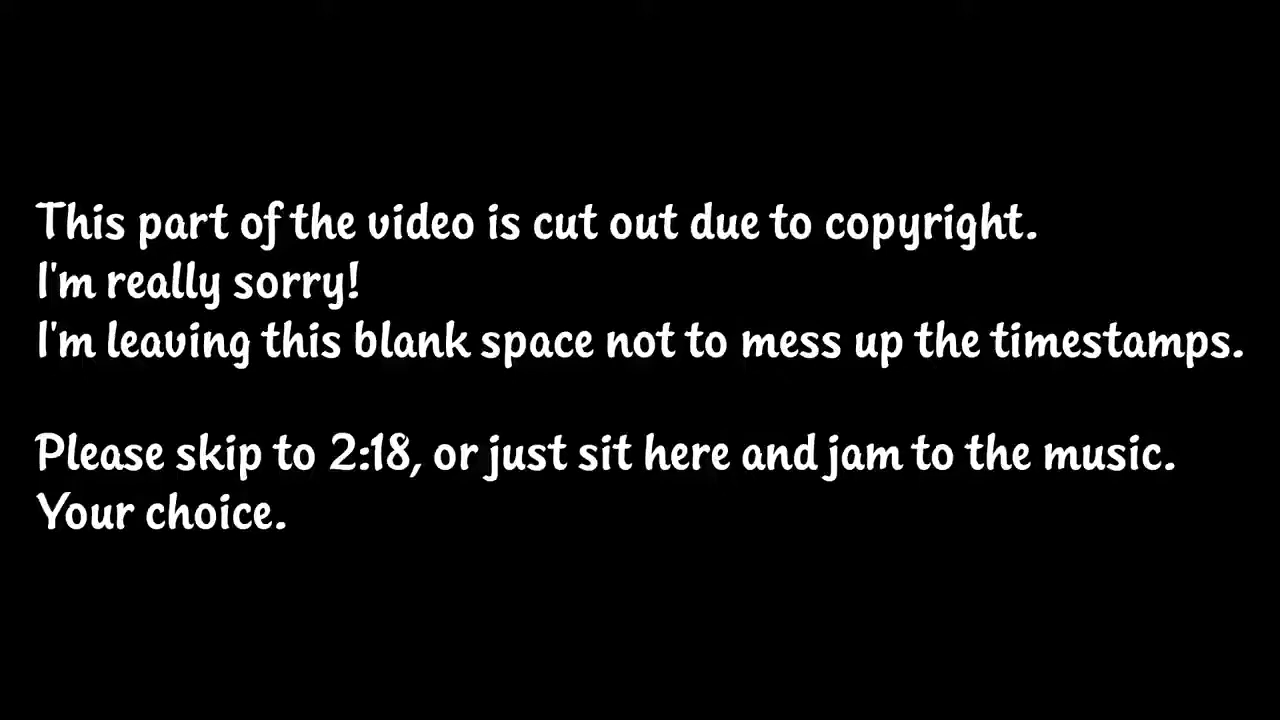 This part of the video is cut out due to copyright.
I'm really sorry!
I'm leaving this blank space not to mess up the timestamps.
Please skip to 2:18, or just sit here and jam to the music.
Your choice.